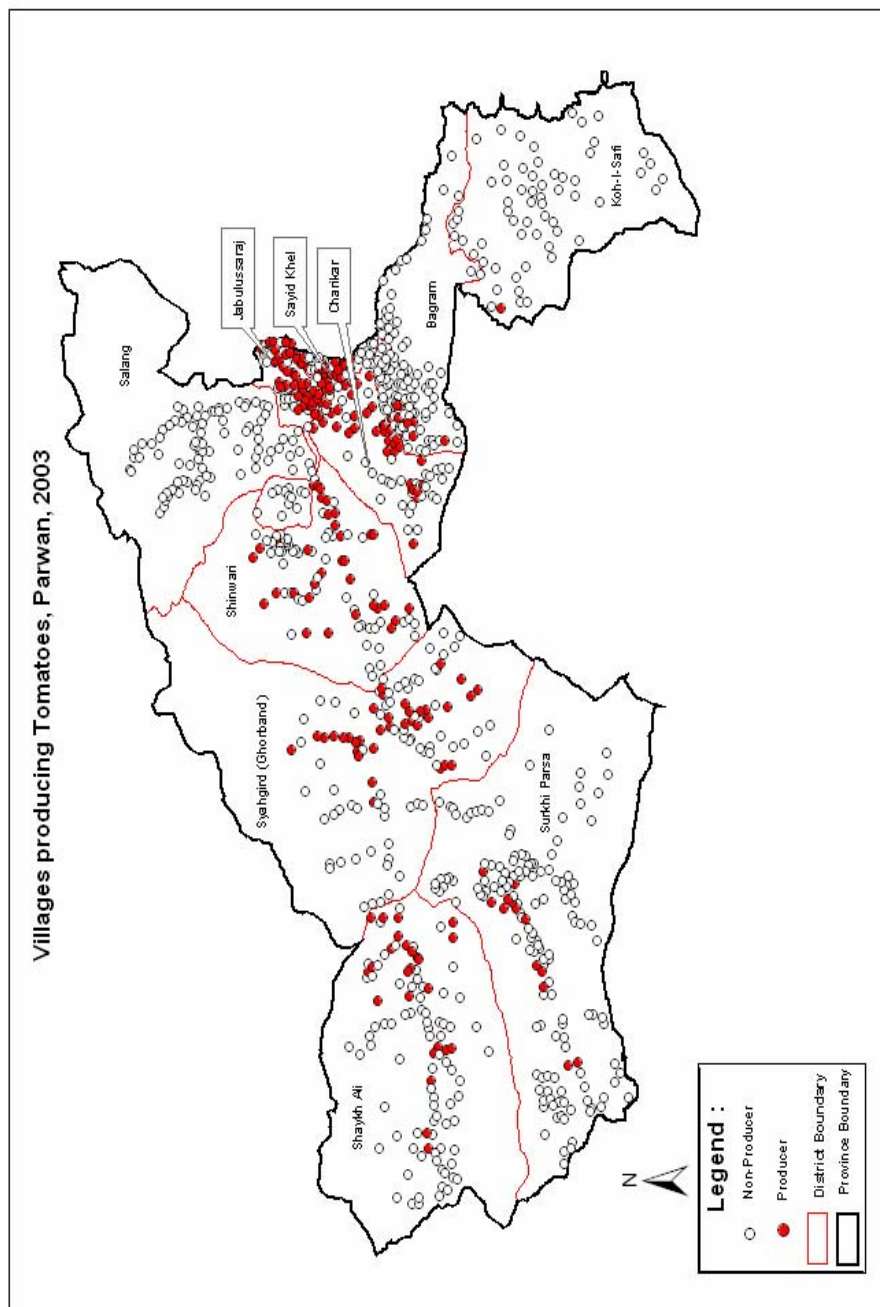 Villages producing Tomatoes, Parwan, 2003
Salang
Jabulussaraj
Sayid Khel
Charikar
Shinwari
Syahgird (Ghorband)
Bagram
Koh-I-Safi
Shaykh Ali
Surkhi Parsa
N
Legend :
Non-Producer
Producer
District Boundary
Province Boundary